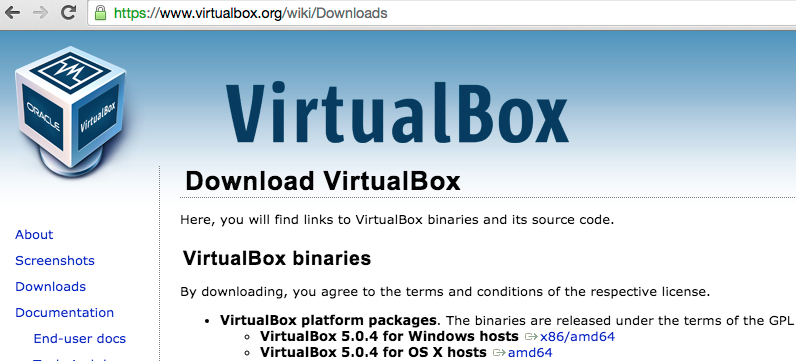 https://www.virtualbox.org/wiki/Downloads
ORACLE
VirtualBox
VirtualBox
Download VirtualBox
Here, you will find links to VirtualBox binaries and its source code.
About
Screenshots
Downloads
Documentation
End-user docs
VirtualBox binaries
By downloading, you agree to the terms and conditions of the respective license.
• VirtualBox platform packages. The binaries are released under the terms of the GPL
VirtualBox 5.0.4 for Windows hosts x86/amd64
VirtualBox 5.0.4 for OS X hosts amd64